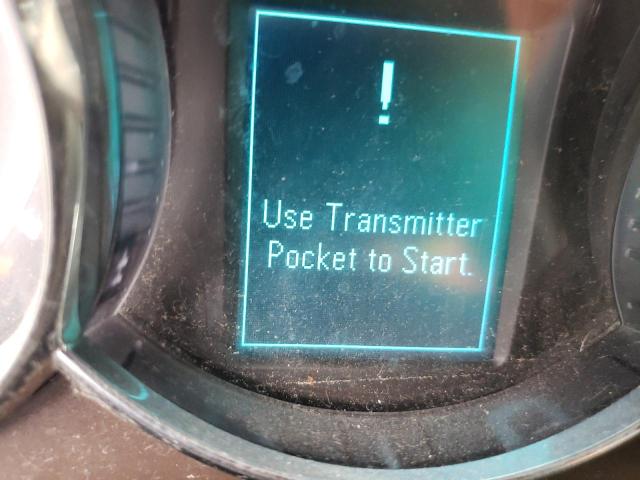 !
Use Transmitter
Pocket to Start.